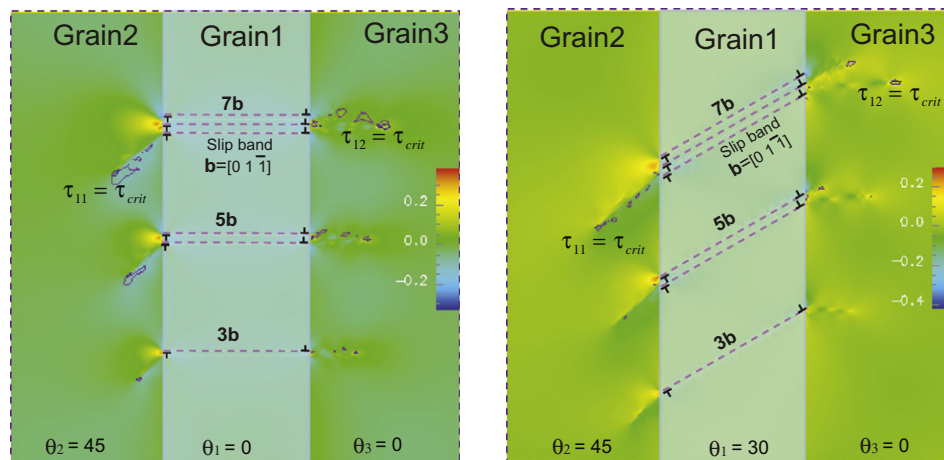 Grain2 Grain1 Grain3
7b
τ12 = τcrit
Slip band
b=[0 1 1̄]
τ11 = τcrit
0.2
5b
0.0
−0.2
3b
θ2 = 45 θ1 = 0 θ3 = 0
Grain2 Grain1 Grain3
7b
τ12 = τcrit
Slip band
b=[0 1 1̄]
0.2
5b
τ11 = τcrit
0.0
−0.2
−0.4
3b
θ2 = 45 θ1 = 30 θ3 = 0